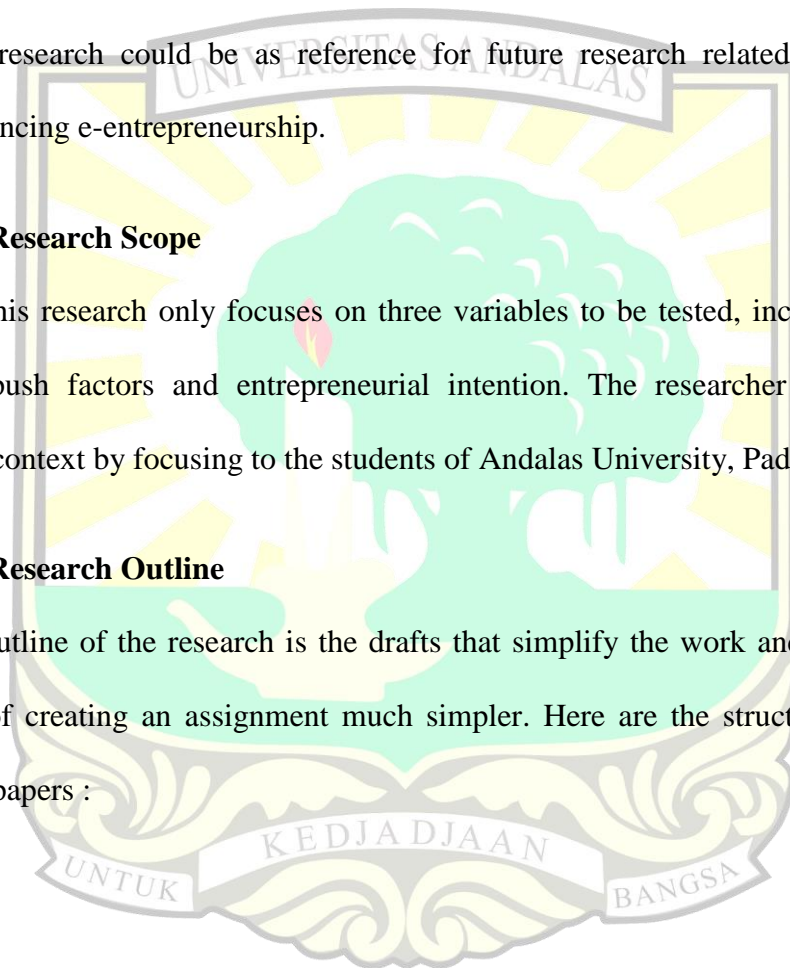 UNIVERSITAS ANDALAS
research could be as reference for future research related
ncing e-entrepreneurship.
Research Scope
his research only focuses on three variables to be tested, inc
push factors and entrepreneurial intention. The researcher
context by focusing to the students of Andalas University, Pad
Research Outline
utline of the research is the drafts that simplify the work and
of creating an assignment much simpler. Here are the struct
papers :
UNTUK KEDJADJAAN BANGSA